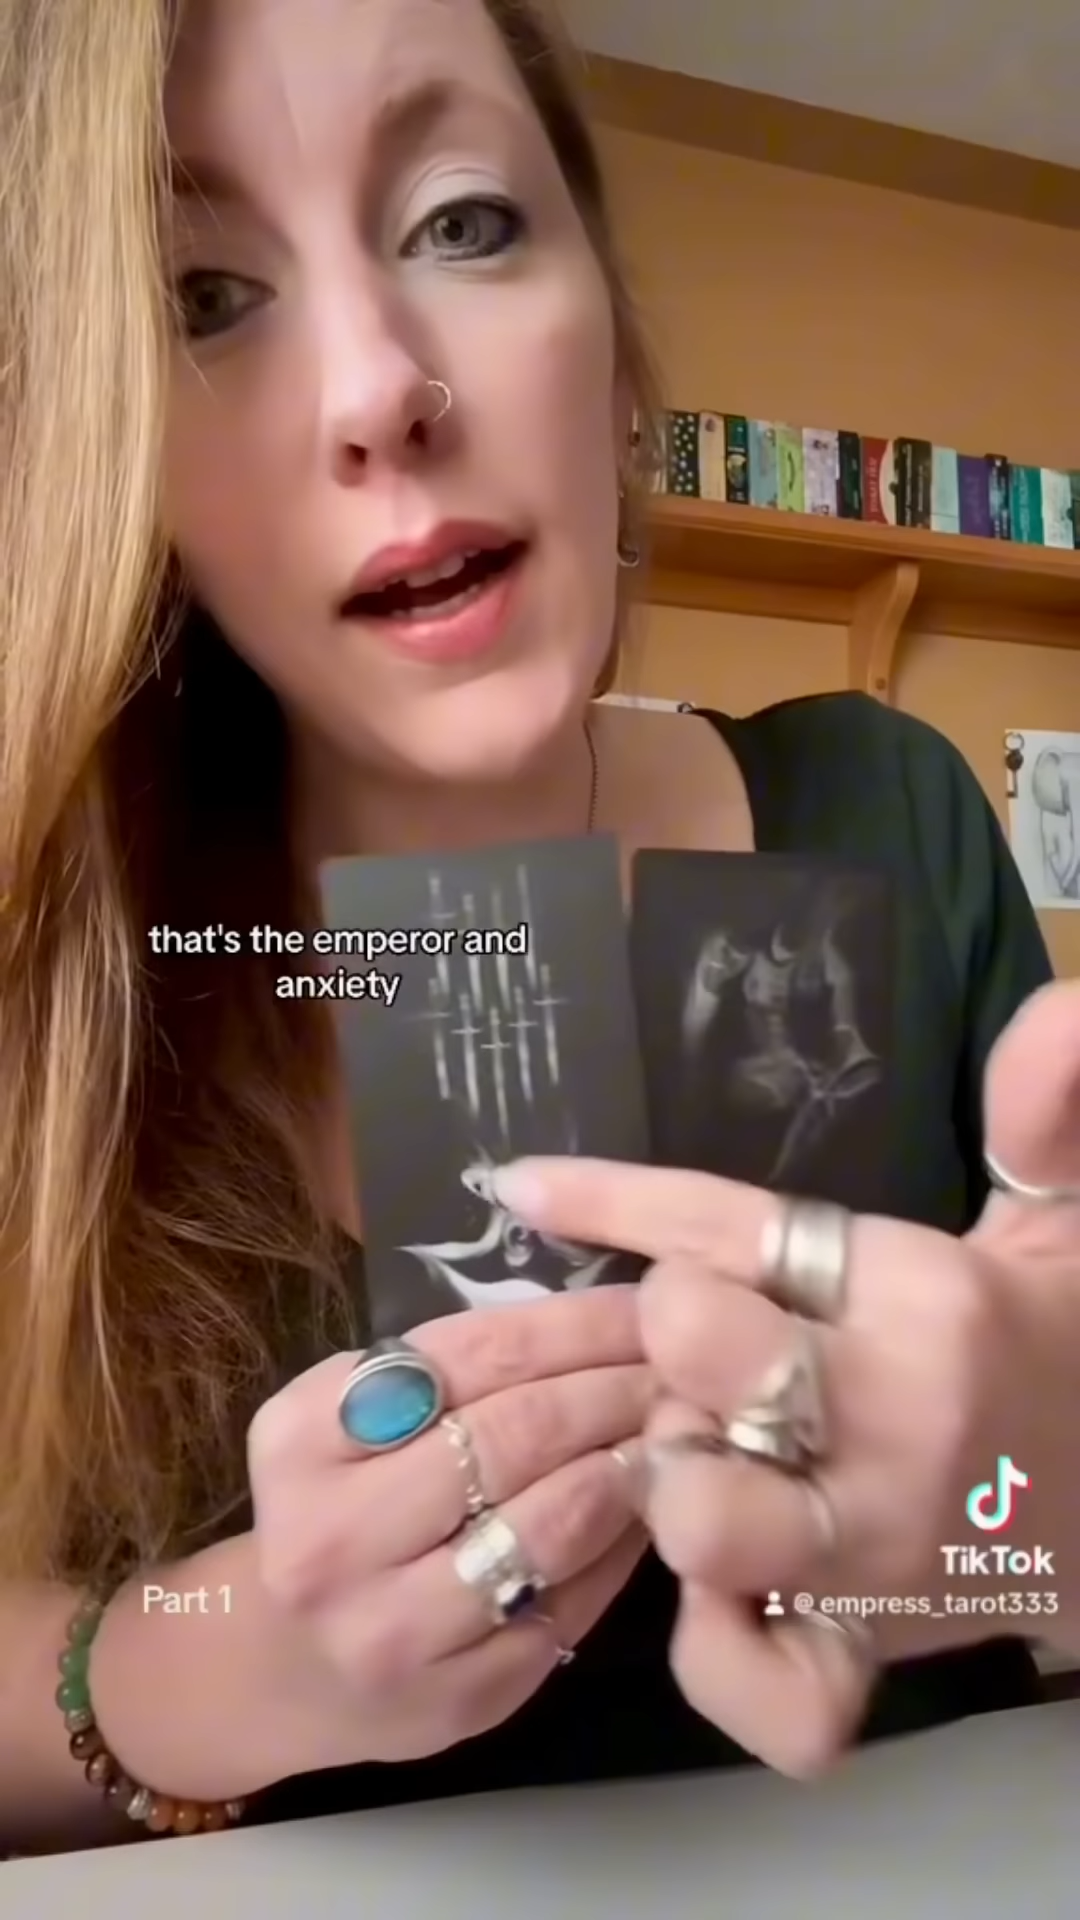 that's the emperor and
anxiety
Part 1
TikTok
@empress_tarot333